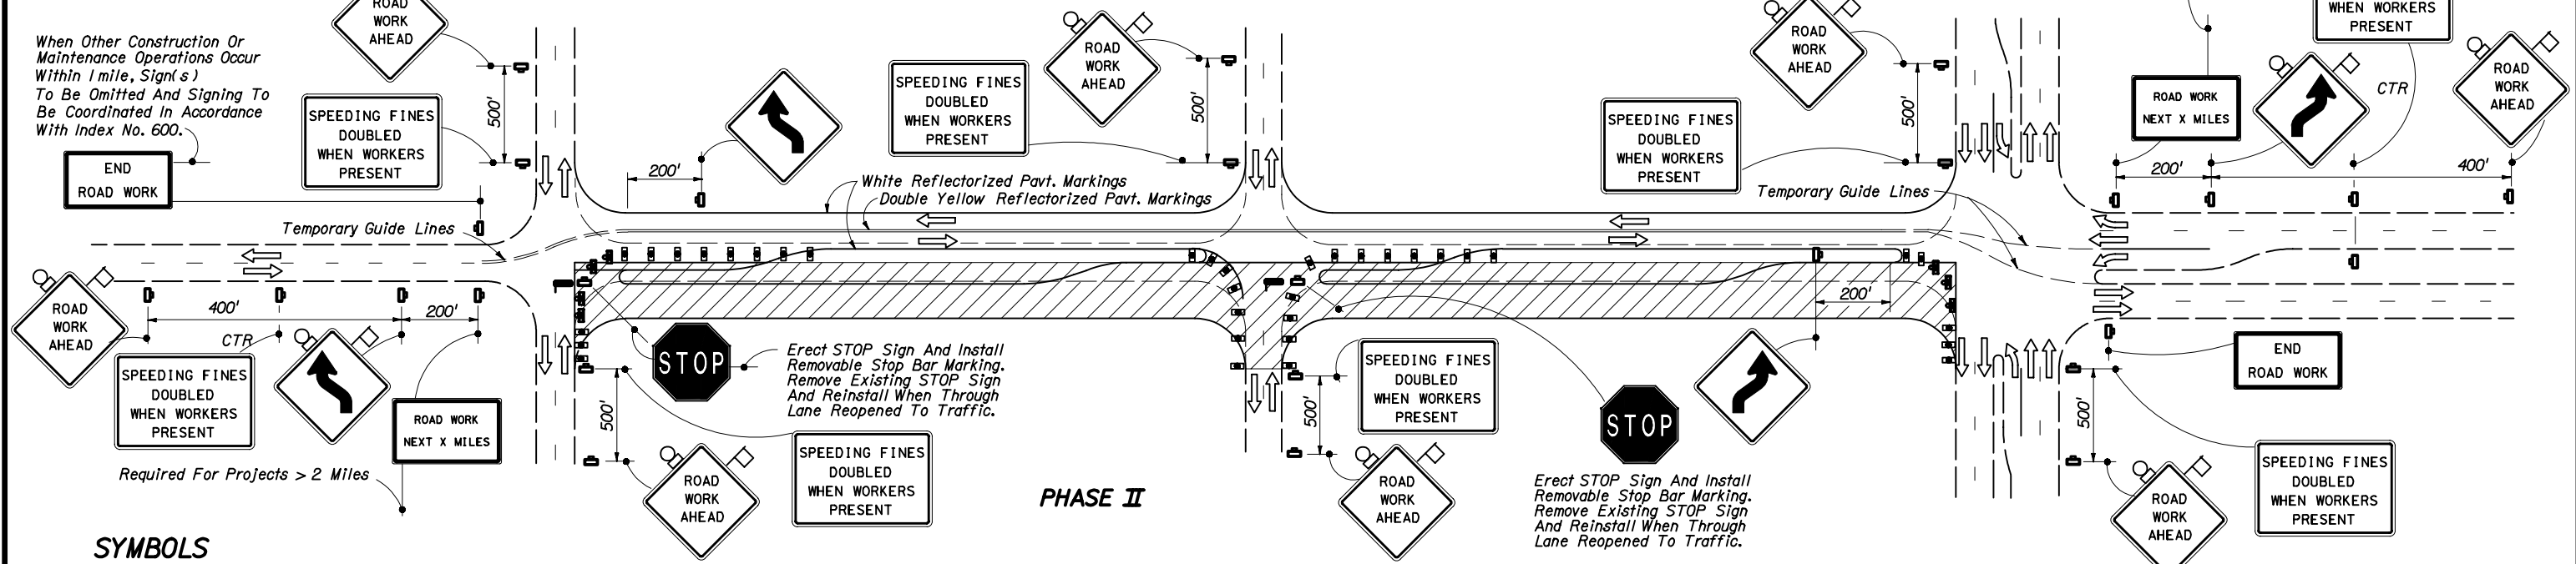 ROAD
WORK
AHEAD
When Other Construction Or
Maintenance Operations Occur
Within 1 mile, Sign(s)
To Be Omitted And Signing To
Be Coordinated In Accordance
With Index No. 600.
SPEEDING FINES
DOUBLED
WHEN WORKERS
PRESENT
500'
END
ROAD WORK
200'
ROAD
WORK
AHEAD
SPEEDING FINES
DOUBLED
WHEN WORKERS
PRESENT
500'
White Reflectorized Pavt. Markings
Double Yellow Reflectorized Pavt. Markings
ROAD
WORK
AHEAD
SPEEDING FINES
DOUBLED
WHEN WORKERS
PRESENT
500'
Temporary Guide Lines
WHEN WORKERS
PRESENT
ROAD WORK
NEXT X MILES
CTR
ROAD
WORK
AHEAD
200'
400'
Temporary Guide Lines
ROAD
WORK
AHEAD
400'
200'
CTR
SPEEDING FINES
DOUBLED
WHEN WORKERS
PRESENT
ROAD WORK
NEXT X MILES
Required For Projects > 2 Miles
STOP
Erect STOP Sign And Install
Removable Stop Bar Marking.
Remove Existing STOP Sign
And Reinstall When Through
Lane Reopened To Traffic.
500'
ROAD
WORK
AHEAD
SPEEDING FINES
DOUBLED
WHEN WORKERS
PRESENT
PHASE II
500'
SPEEDING FINES
DOUBLED
WHEN WORKERS
PRESENT
ROAD
WORK
AHEAD
STOP
Erect STOP Sign And Install
Removable Stop Bar Marking.
Remove Existing STOP Sign
And Reinstall When Through
Lane Reopened To Traffic.
200'
END
ROAD WORK
500'
SPEEDING FINES
DOUBLED
WHEN WORKERS
PRESENT
ROAD
WORK
AHEAD
SYMBOLS